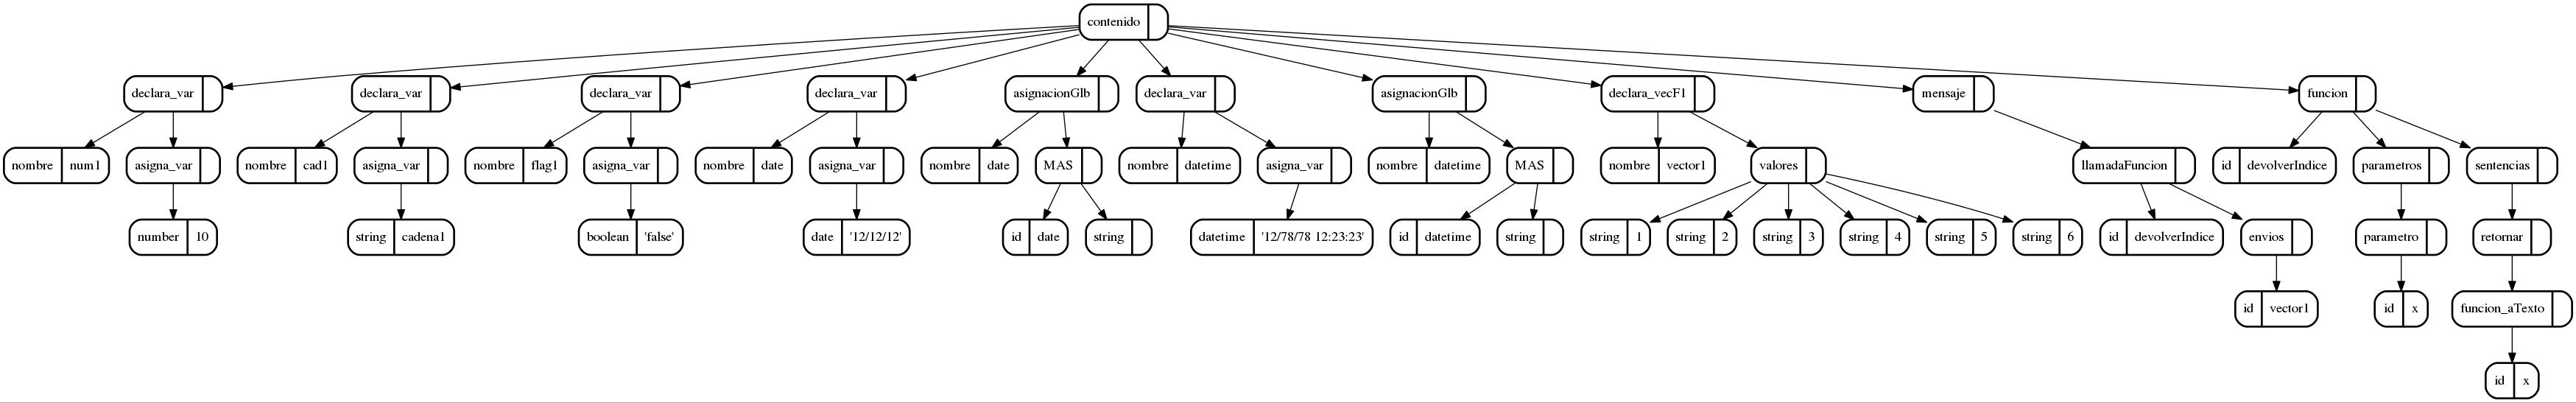 contenido
declara_var
declara_var
declara_var
declara_var
asignacionGlb
declara_var
asignacionGlb
declara_vecF1
mensaje
funcion
nombre num1
asigna_var
nombre cad1
asigna_var
nombre flag1
asigna_var
nombre date
asigna_var
nombre date
MAS
nombre datetime
asigna_var
nombre datetime
MAS
nombre vector1
valores
llamadaFuncion
id devolverIndice
parametros
sentencias
number 10
string cadena1
boolean 'false'
date '12/12/12'
id date
string
datetime '12/78/78 12:23:23'
id datetime
string
string 1
string 2
string 3
string 4
string 5
string 6
id devolverIndice
envios
parametro
retornar
id vector1
id x
funcion_aTexto
id x